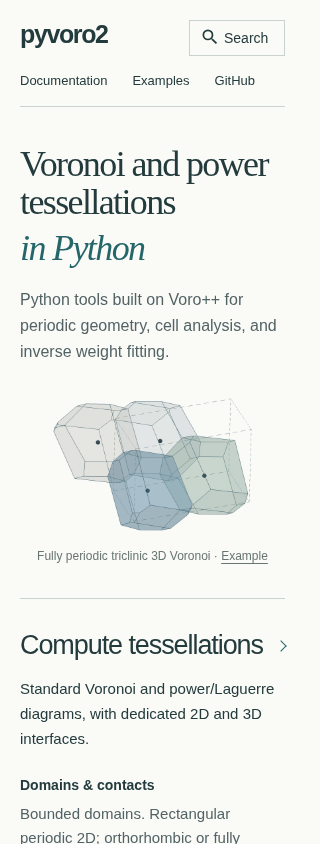 pyvoro2
Search
Documentation Examples GitHub
Voronoi and power
tessellations
in Python
Python tools built on Voro++ for
periodic geometry, cell analysis, and
inverse weight fitting.
Fully periodic triclinic 3D Voronoi · Example
Compute tessellations
Standard Voronoi and power/Laguerre
diagrams, with dedicated 2D and 3D
interfaces.
Domains & contacts
Bounded domains. Rectangular
periodic 2D; orthorhombic or fully